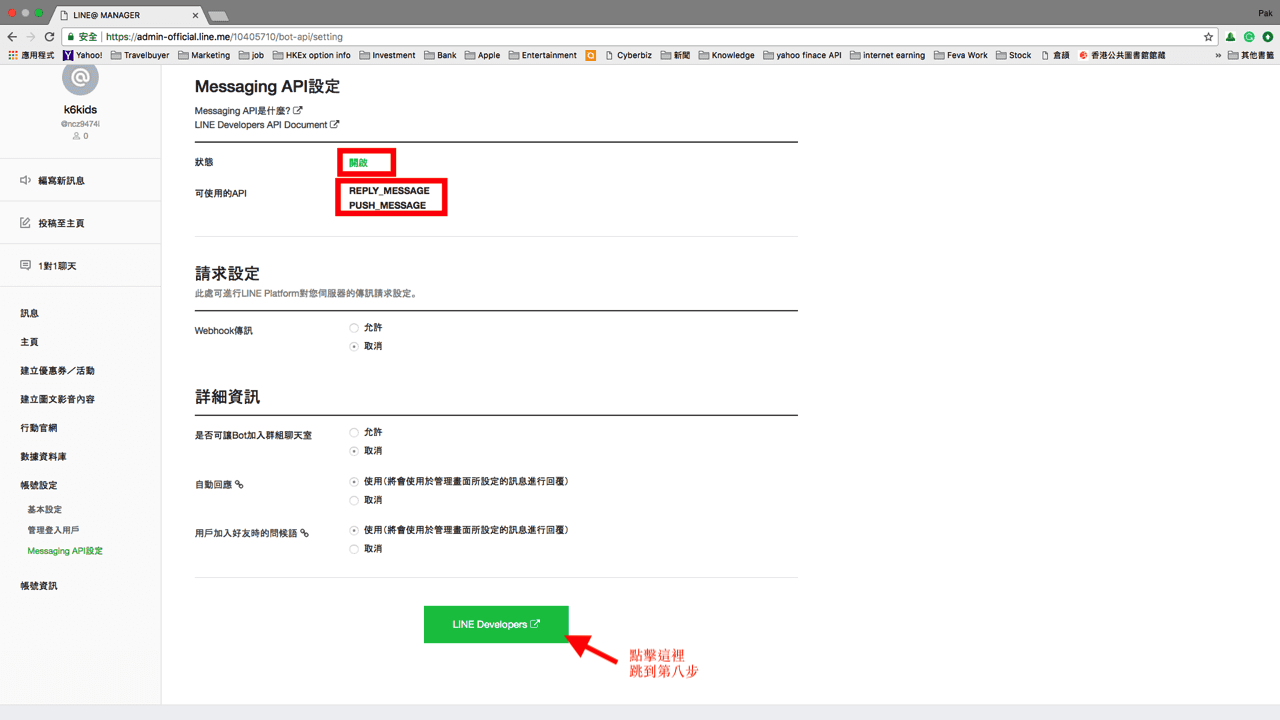 LINE@ MANAGER
Pak
安全 | https://admin-official.line.me/10405710/bot-api/setting
應用程式 Yahoo! Travelbuyer Marketing job HKEx option info Investment Bank Apple Entertainment Cyberbiz 新聞 Knowledge yahoo finace API internet earning Feva Work 倉頡 Stock 香港公共圖書館館藏 » 其他書籤
@
k6kids
@ncz9474i
0
編寫新訊息
投稿至主頁
1對1聊天
訊息
主頁
建立優惠券／活動
建立圖文影音內容
行動官網
數據資料庫
帳號設定
基本設定
管理登入用戶
Messaging API設定
帳號資訊
Messaging API設定
Messaging API是什麼?
LINE Developers API Document
狀態 開啟
可使用的API REPLY_MESSAGE
PUSH_MESSAGE
請求設定
此處可進行LINE Platform對您伺服器的傳訊請求設定。
Webhook傳訊 允許
取消
詳細資訊
是否可讓Bot加入群組聊天室 允許
取消
自動回應 使用(將會使用於管理畫面所設定的訊息進行回覆)
取消
用戶加入好友時的問候語 使用(將會使用於管理畫面所設定的訊息進行回覆)
取消
LINE Developers
點擊這裡
跳到第八步